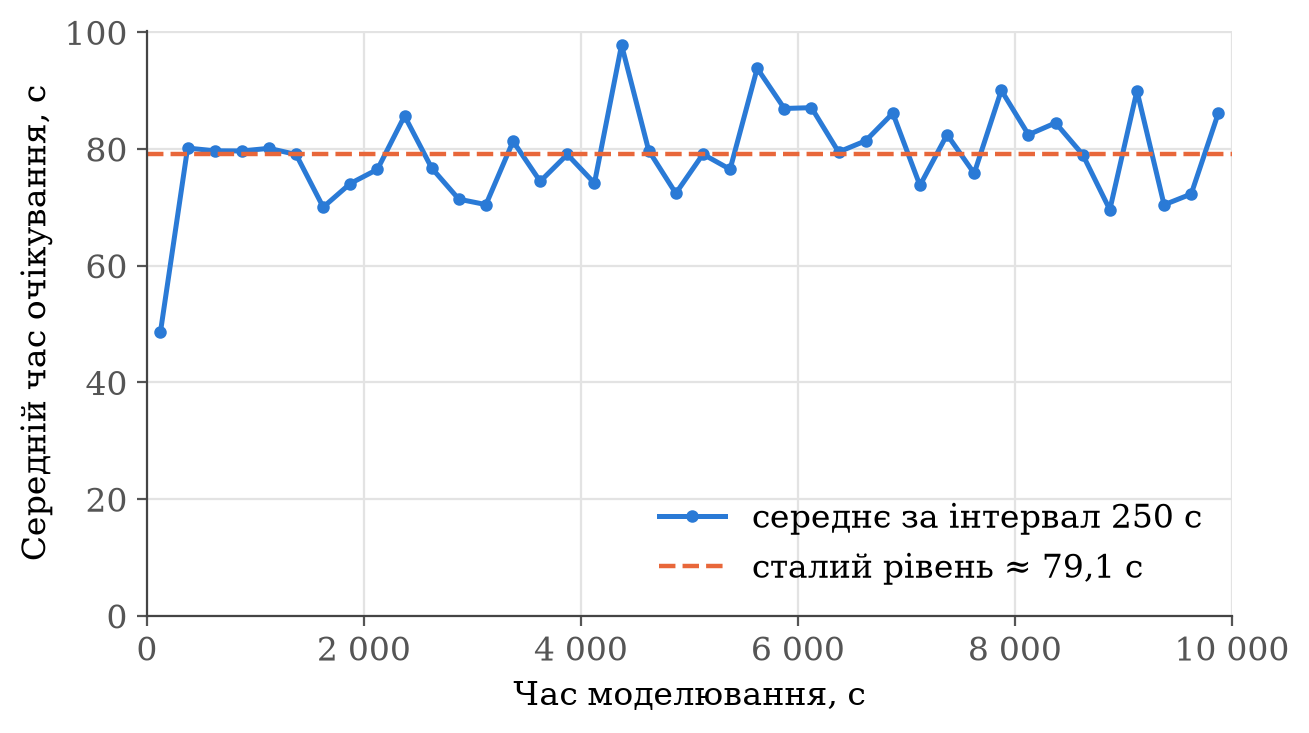 Середній час очікування, с
100
80
60
40
20
0
середнє за інтервал 250 с
сталий рівень ≈ 79,1 с
0 2 000 4 000 6 000 8 000 10 000
Час моделювання, с